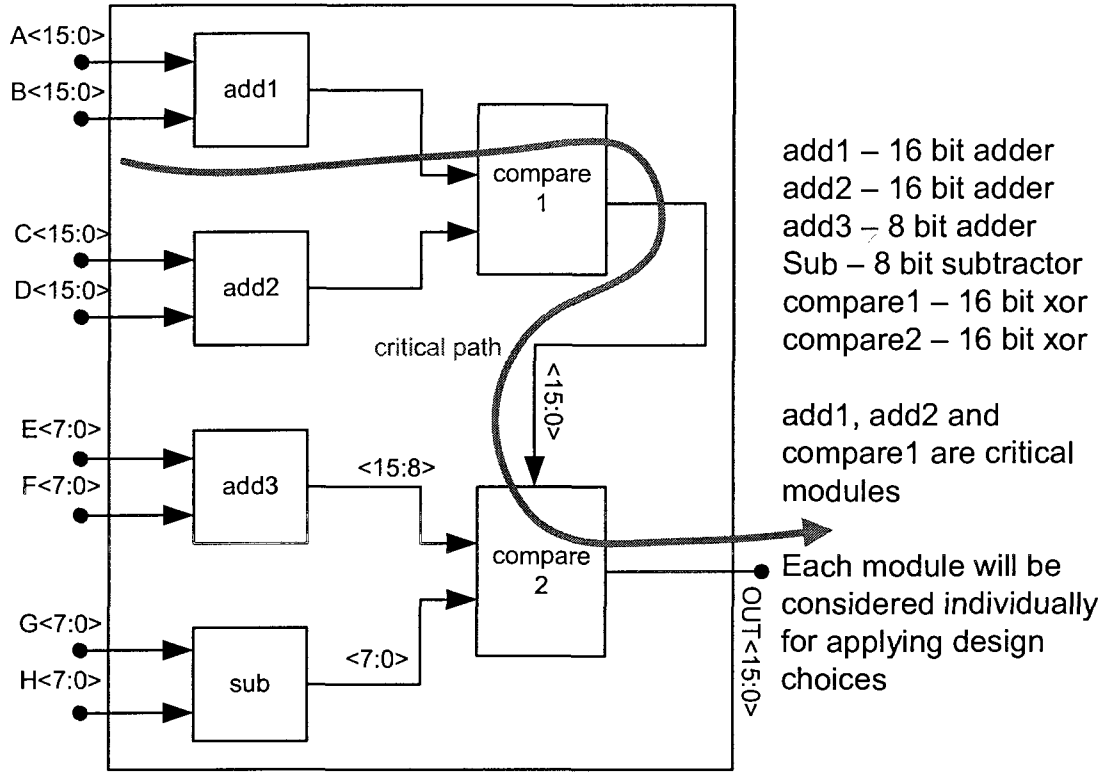 A<15:0>
B<15:0>
add1
compare
1
C<15:0>
D<15:0>
add2
critical path
<15:0>
E<7:0>
F<7:0>
add3
<15:8>
compare
2
G<7:0>
H<7:0>
sub
<7:0>
OUT<15:0>
add1 – 16 bit adder
add2 – 16 bit adder
add3 – 8 bit adder
Sub – 8 bit subtractor
compare1 – 16 bit xor
compare2 – 16 bit xor
add1, add2 and
compare1 are critical
modules
Each module will be
considered individually
for applying design
choices